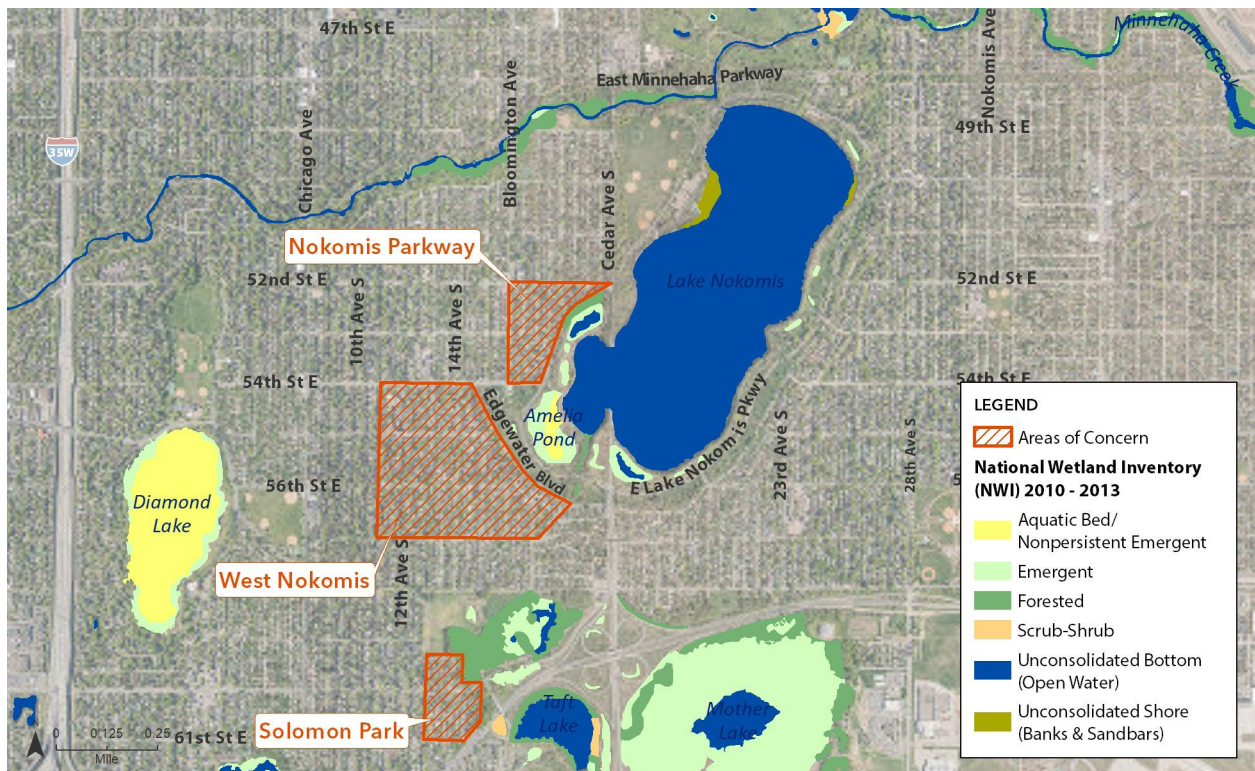 47th St E
Minnehaha Creek
Nokomis Ave
East Minnehaha Parkway
Bloomington Ave
Chicago Ave
49th St E
35W
Cedar Ave S
Nokomis Parkway
52nd St E
Lake Nokomis
52nd St E
10th Ave S
14th Ave S
54th St E
54th St E
Edgewater Blvd
Amelia
Pond
E Lake Nokomis Pkwy
23rd Ave S
28th Ave S
56th St E
5
Diamond
Lake
West Nokomis
12th Ave S
Solomon Park
61st St E
Taft
Lake
Mother
Lake
0 0.125 0.25
Mile
LEGEND
Areas of Concern
National Wetland Inventory
(NWI) 2010 - 2013
Aquatic Bed/
Nonpersistent Emergent
Emergent
Forested
Scrub-Shrub
Unconsolidated Bottom
(Open Water)
Unconsolidated Shore
(Banks & Sandbars)